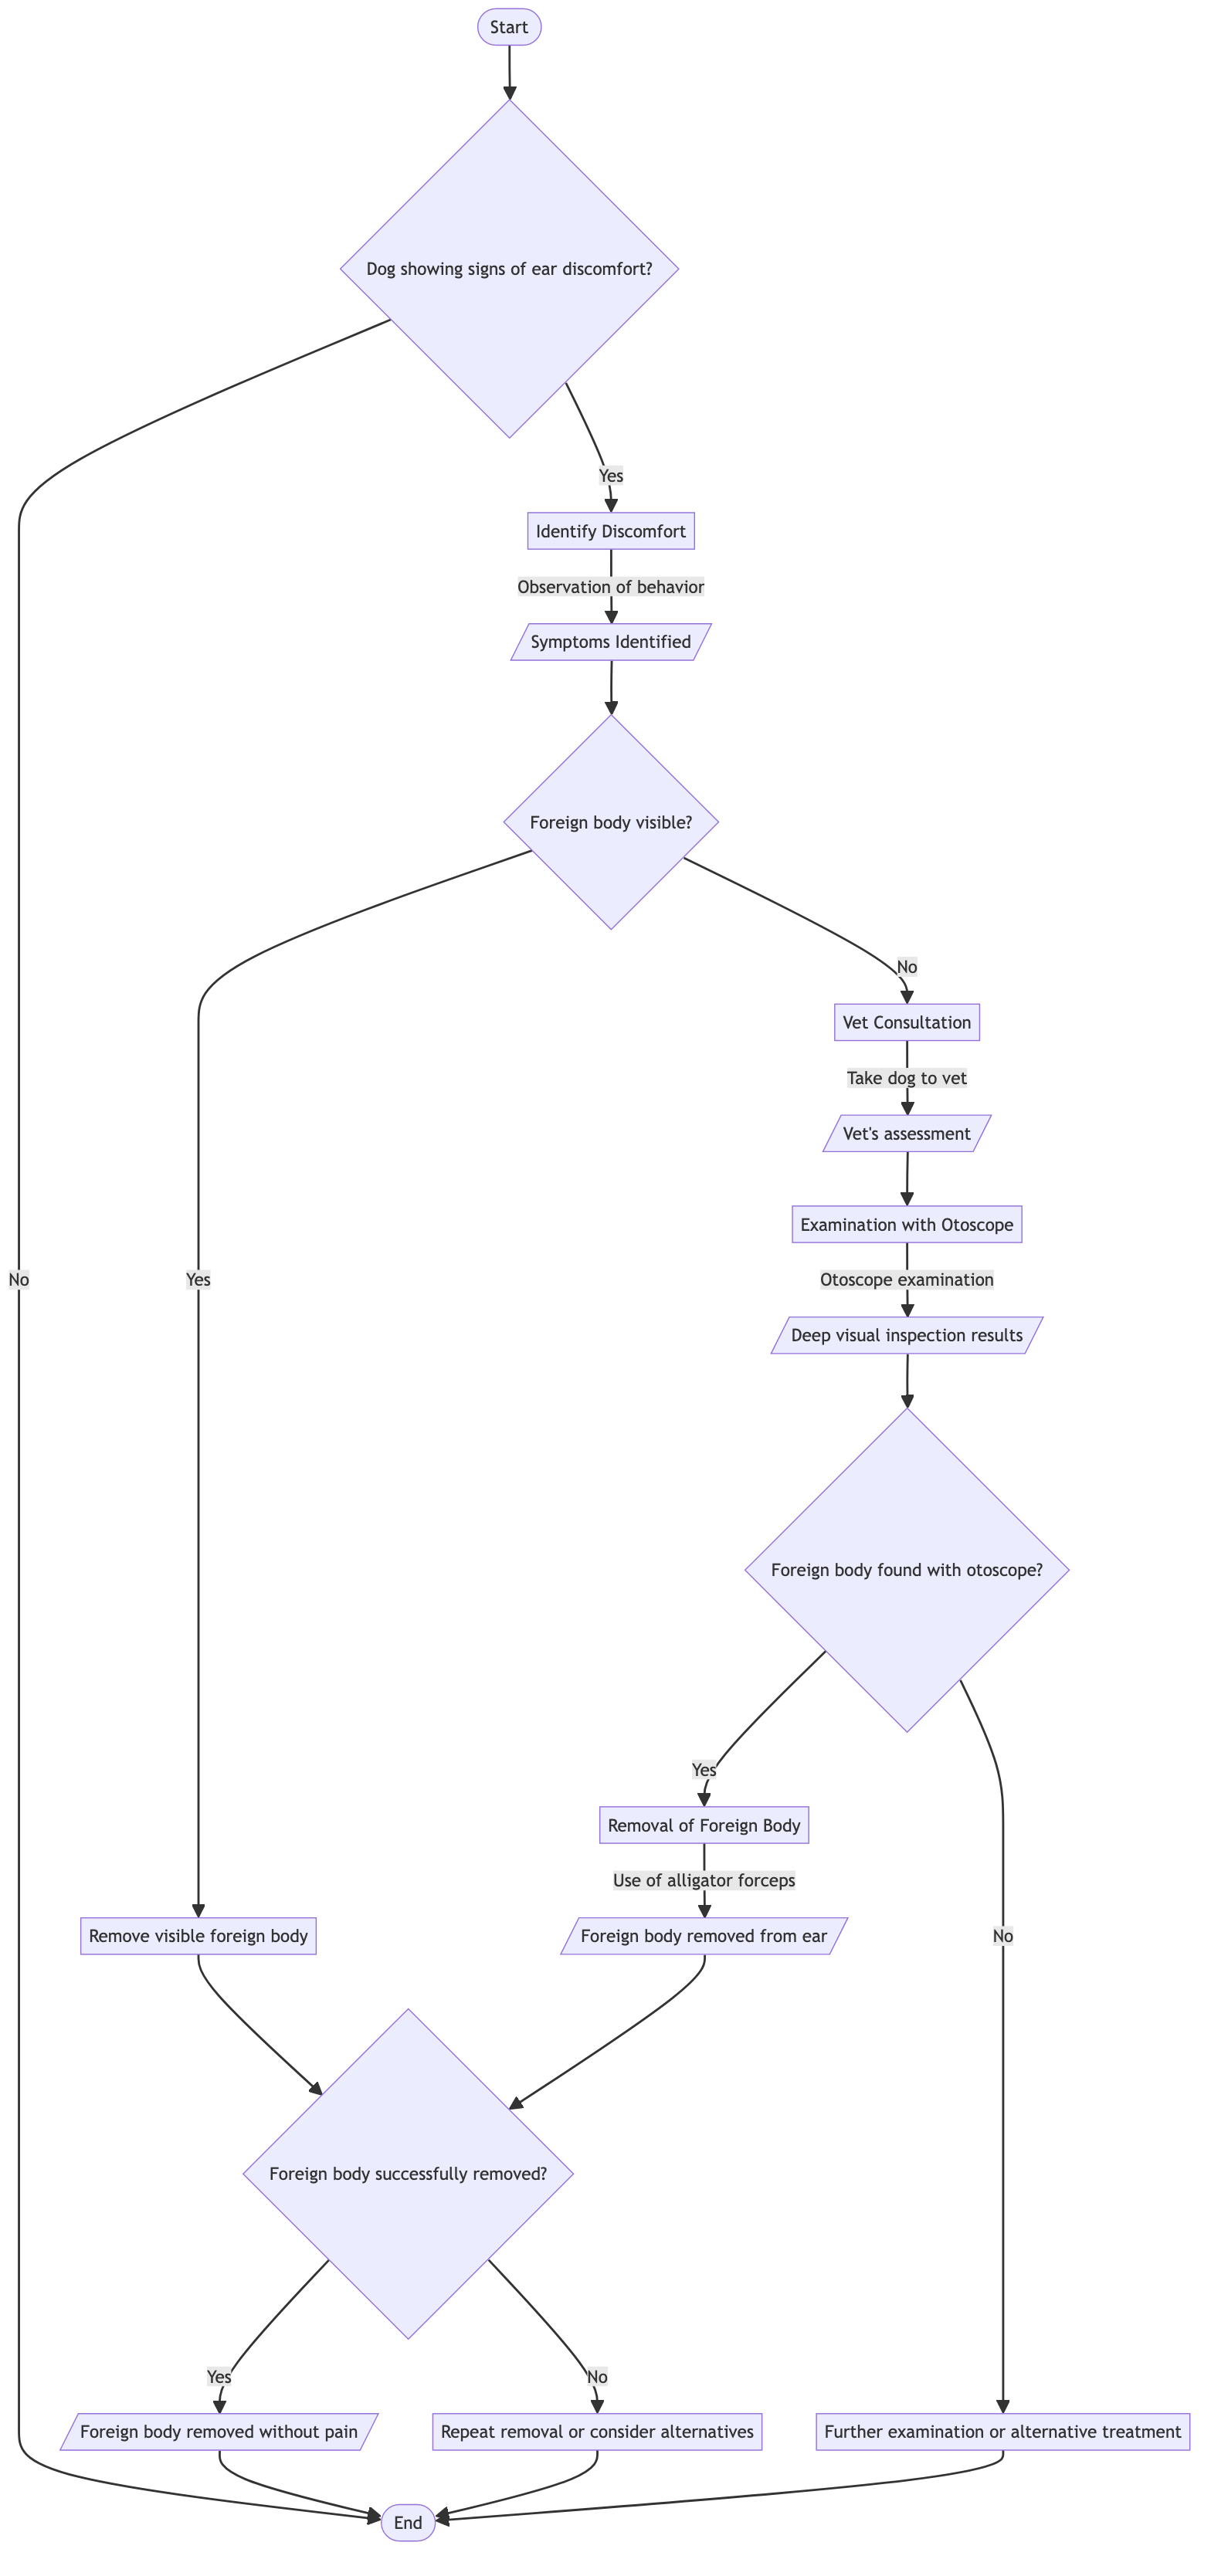 Start
Dog showing signs of ear discomfort?
Yes
Identify Discomfort
Observation of behavior
Symptoms Identified
Foreign body visible?
No
Vet Consultation
Take dog to vet
Vet's assessment
Examination with Otoscope
No
Yes
Otoscope examination
Deep visual inspection results
Foreign body found with otoscope?
Yes
Removal of Foreign Body
Use of alligator forceps
Remove visible foreign body
Foreign body removed from ear
No
Foreign body successfully removed?
Yes
No
Foreign body removed without pain
Repeat removal or consider alternatives
Further examination or alternative treatment
End